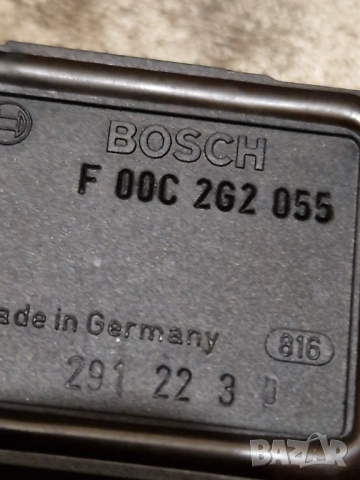 BOSCH
F 00C 2G2 055
ade in Germany
816
291 22 3
BAZAR